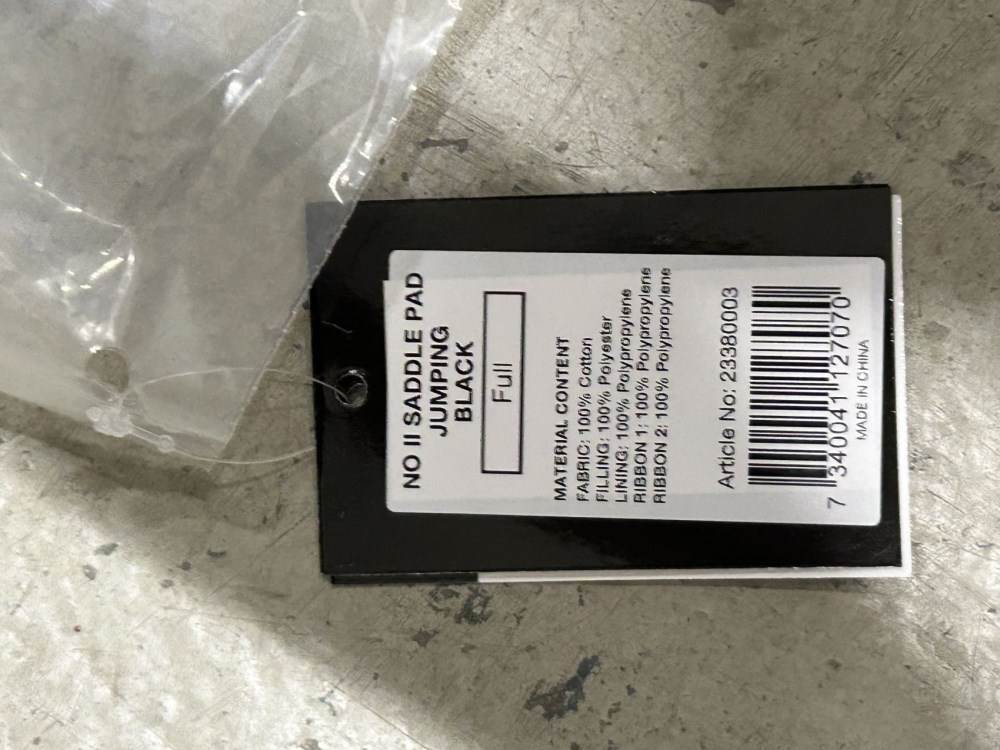 NO II SADDLE PAD
JUMPING
BLACK
Full
MATERIAL CONTENT
FABRIC: 100% Cotton
FILLING: 100% Polyester
LINING: 100% Polypropylene
RIBBON 1: 100% Polypropylene
RIBBON 2: 100% Polypropylene
Article No: 23380003
7 340041 127070
MADE IN CHINA